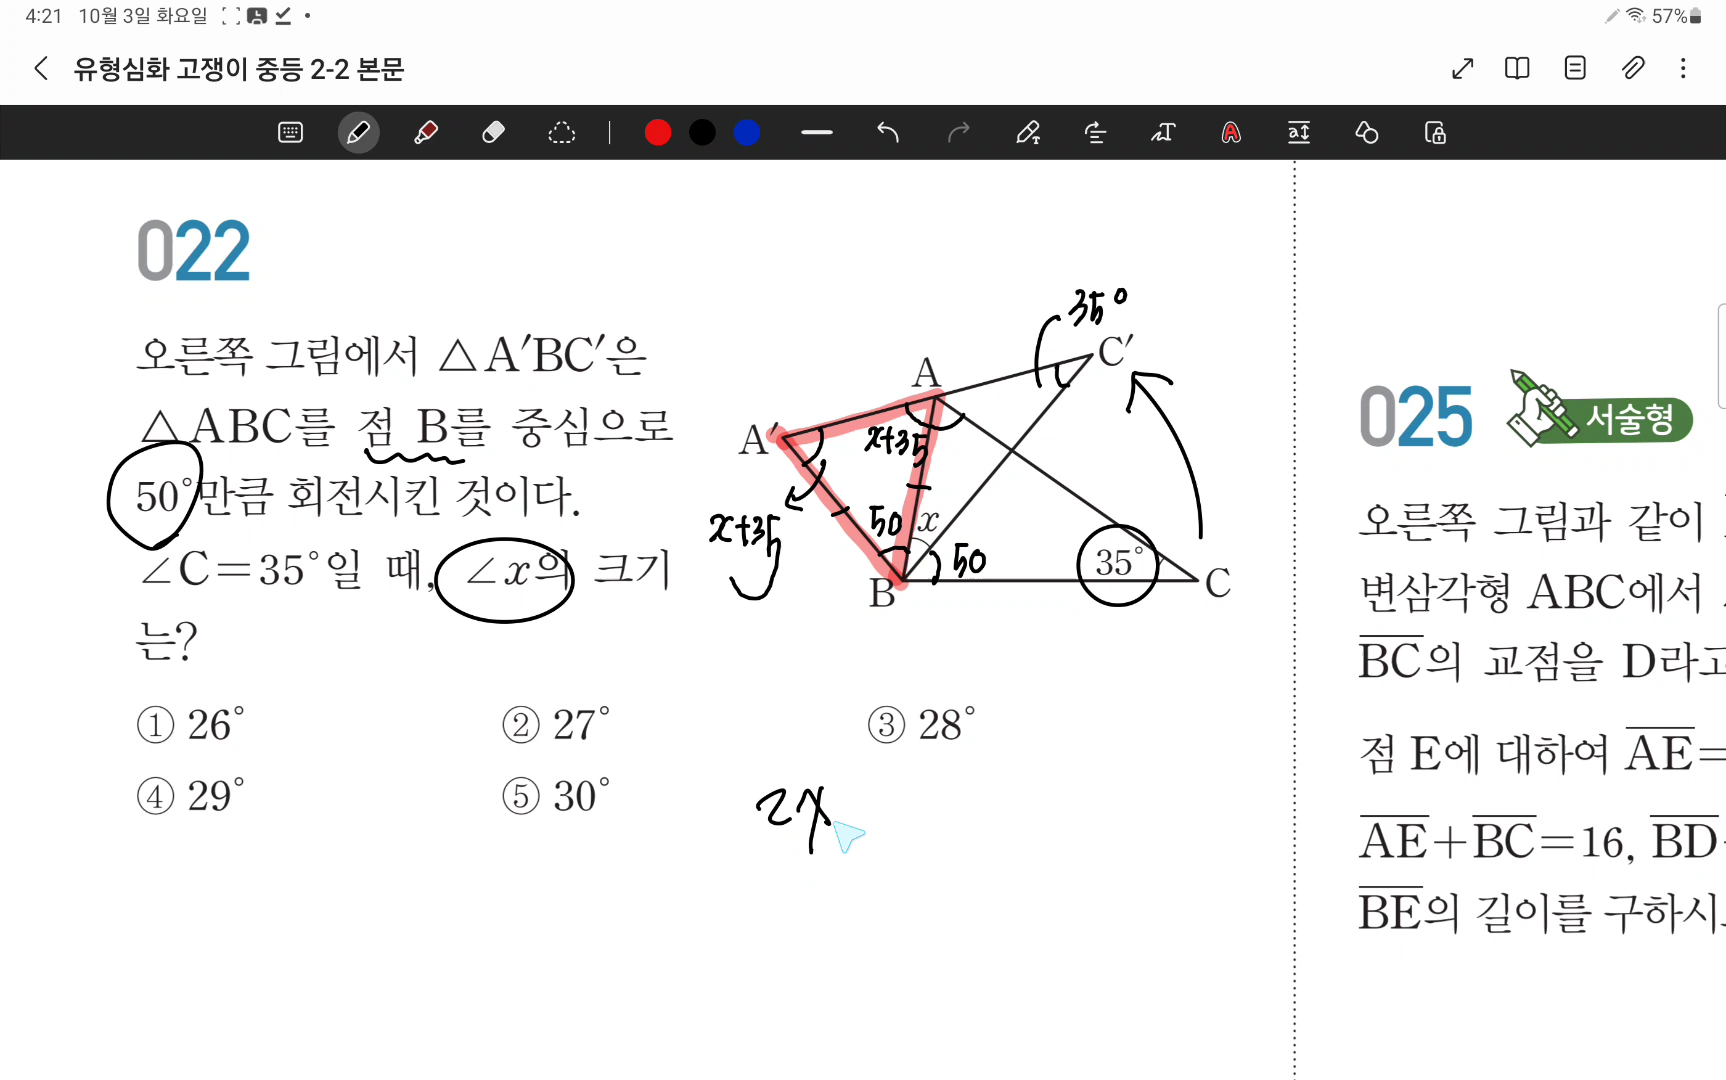 4:21 10월 3일 화요일
57%
유형심화 고쟁이 중등 2-2 본문
022
오른쪽 그림에서 △A′BC′은
△ABC를 점 B를 중심으로
50°만큼 회전시킨 것이다.
∠C=35°일 때, ∠x의 크기
는?
① 26° ② 27° ③ 28°
④ 29° ⑤ 30°
35°
C′
A
A′
x+35
x+35
50 x
50
35°
B
C
2x
025 서술형
오른쪽 그림과 같이
변삼각형 ABC에서
BC의 교점을 D라고
점 E에 대하여 AE=
AE+BC=16, BD
BE의 길이를 구하시